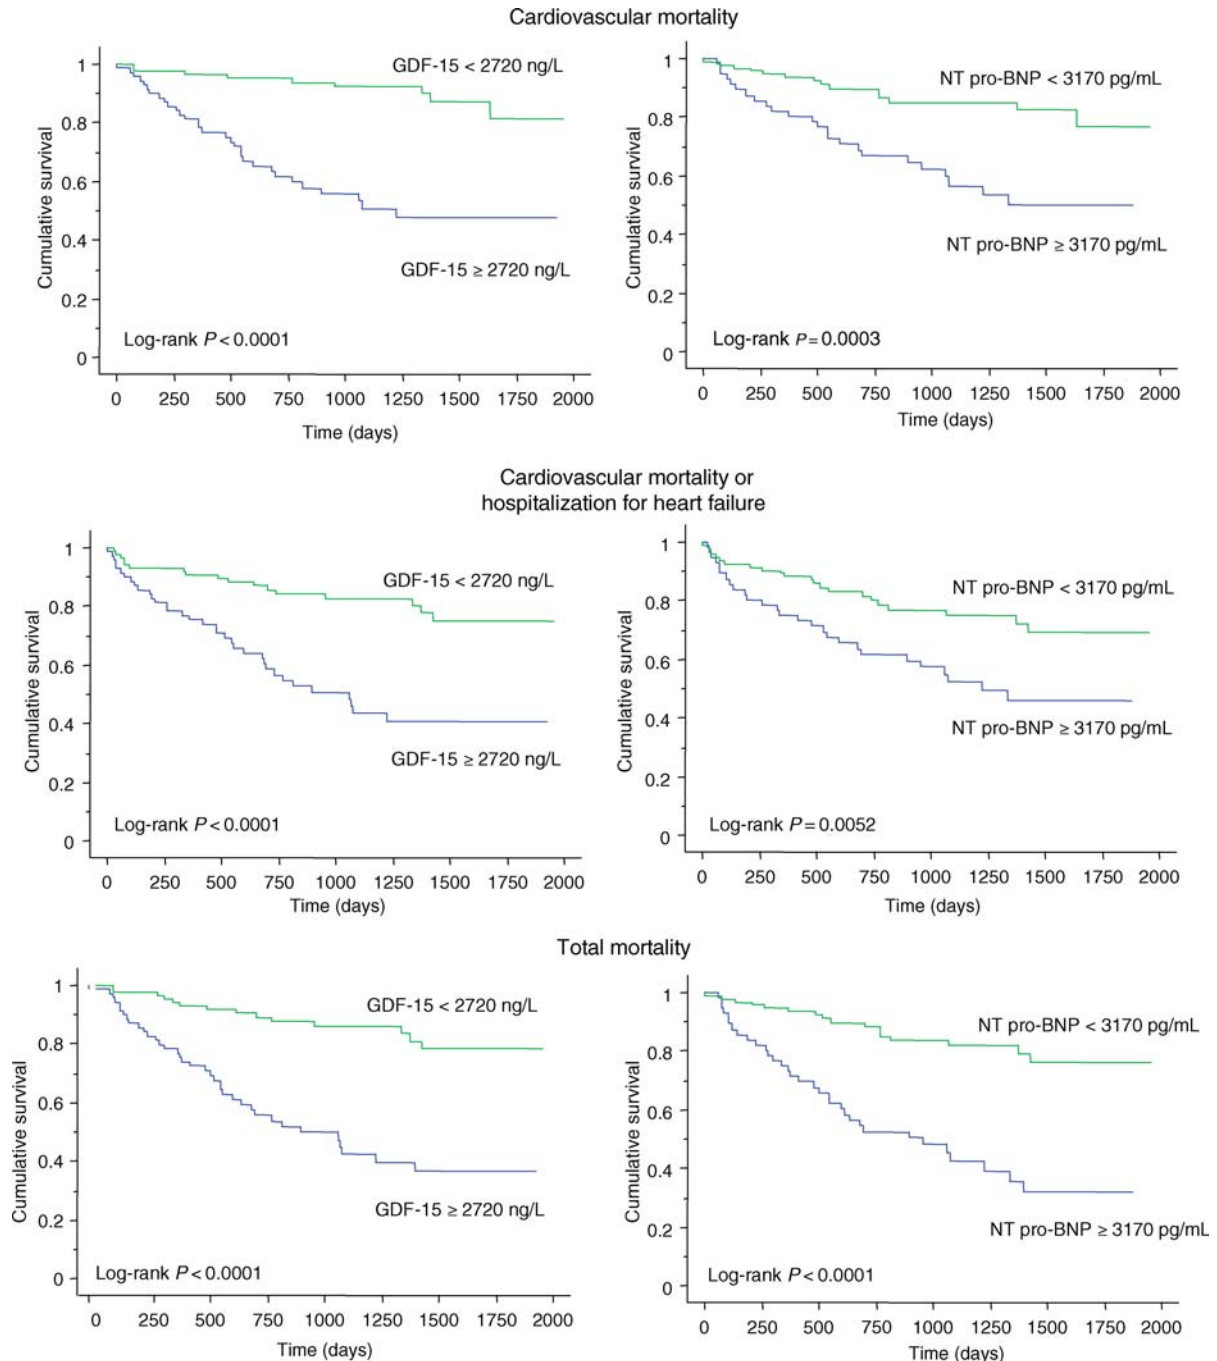 Cardiovascular mortality
1
0.8
0.6
0.4
0.2
0
Cumulative survival
GDF-15 < 2720 ng/L
GDF-15 ≥ 2720 ng/L
Log-rank P < 0.0001
0 250 500 750 1000 1250 1500 1750 2000
Time (days)
1
0.8
0.6
0.4
0.2
0
Cumulative survival
NT pro-BNP < 3170 pg/mL
NT pro-BNP ≥ 3170 pg/mL
Log-rank P = 0.0003
0 250 500 750 1000 1250 1500 1750 2000
Time (days)
Cardiovascular mortality or
hospitalization for heart failure
1
0.8
0.6
0.4
0.2
0
Cumulative survival
GDF-15 < 2720 ng/L
GDF-15 ≥ 2720 ng/L
Log-rank P < 0.0001
0 250 500 750 1000 1250 1500 1750 2000
Time (days)
1
0.8
0.6
0.4
0.2
0
Cumulative survival
NT pro-BNP < 3170 pg/mL
NT pro-BNP ≥ 3170 pg/mL
Log-rank P = 0.0052
0 250 500 750 1000 1250 1500 1750 2000
Time (days)
Total mortality
1
0.8
0.6
0.4
0.2
0
Cumulative survival
GDF-15 < 2720 ng/L
GDF-15 ≥ 2720 ng/L
Log-rank P < 0.0001
0 250 500 750 1000 1250 1500 1750 2000
Time (days)
1
0.8
0.6
0.4
0.2
0
Cumulative survival
NT pro-BNP < 3170 pg/mL
NT pro-BNP ≥ 3170 pg/mL
Log-rank P < 0.0001
0 250 500 750 1000 1250 1500 1750 2000
Time (days)